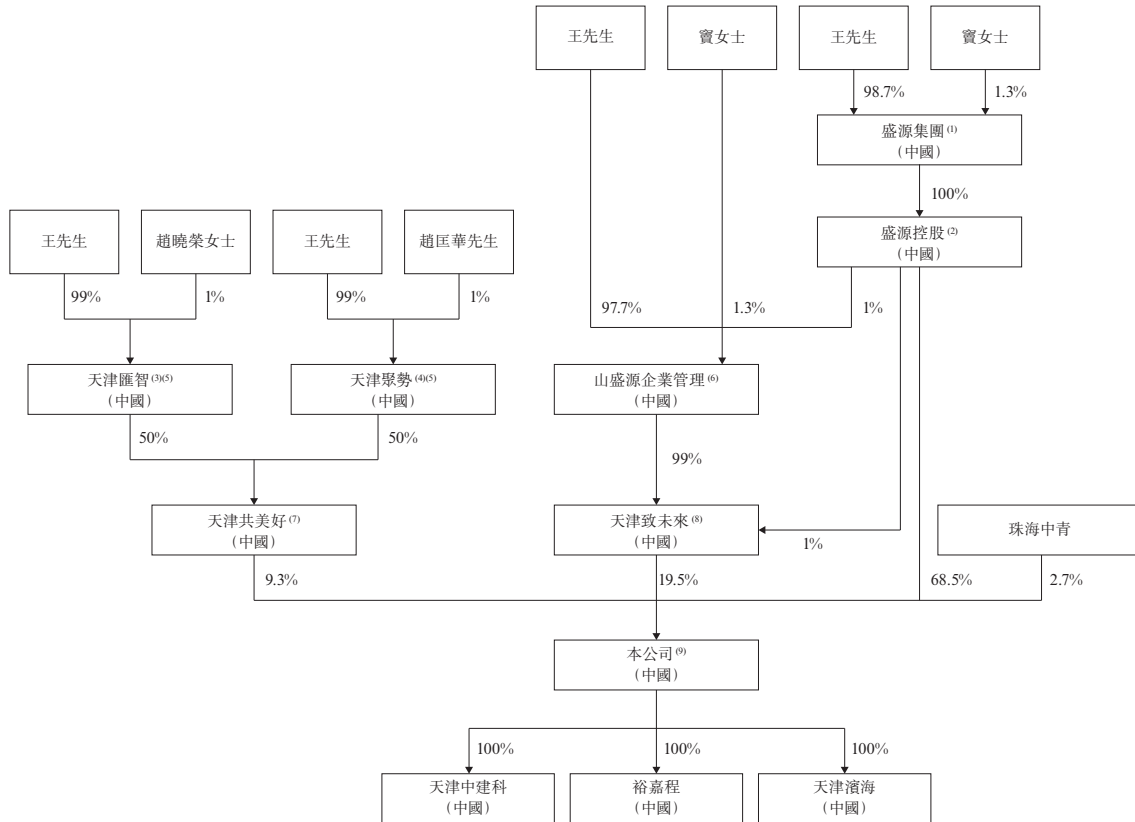 王先生
竇女士
王先生
竇女士
98.7%
1.3%
盛源集團(1)
（中國）
100%
王先生
趙曉榮女士
王先生
趙匡華先生
盛源控股(2)
（中國）
99%
1%
99%
1%
97.7%
1.3%
1%
1%
天津匯智(3)(5)
（中國）
天津聚勢(4)(5)
（中國）
山盛源企業管理(6)
（中國）
50%
50%
99%
天津共美好(7)
（中國）
天津致未來(8)
（中國）
1%
珠海中青
9.3%
19.5%
68.5%
2.7%
本公司(9)
（中國）
100%
100%
100%
天津中建科
（中國）
裕嘉程
（中國）
天津濱海
（中國）